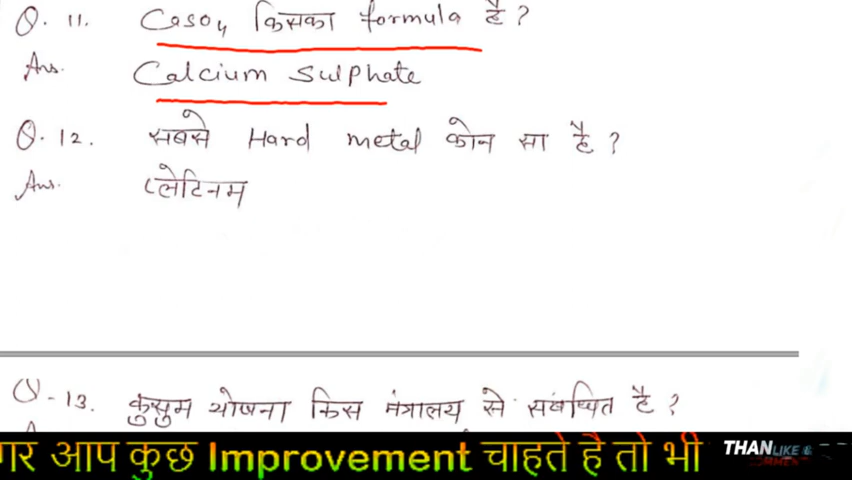 Q. 11. Caso4 किसका formula है ?
Ans. Calcium Sulphate
Q. 12. सबसे Hard metal कोन सा है ?
Ans. प्लेटिनम
Q - 13. कुसुम योजना किस मंत्रालय से संबंधित है ?
गर आप कुछ Improvement चाहते है तो भी
THAN LIKE &